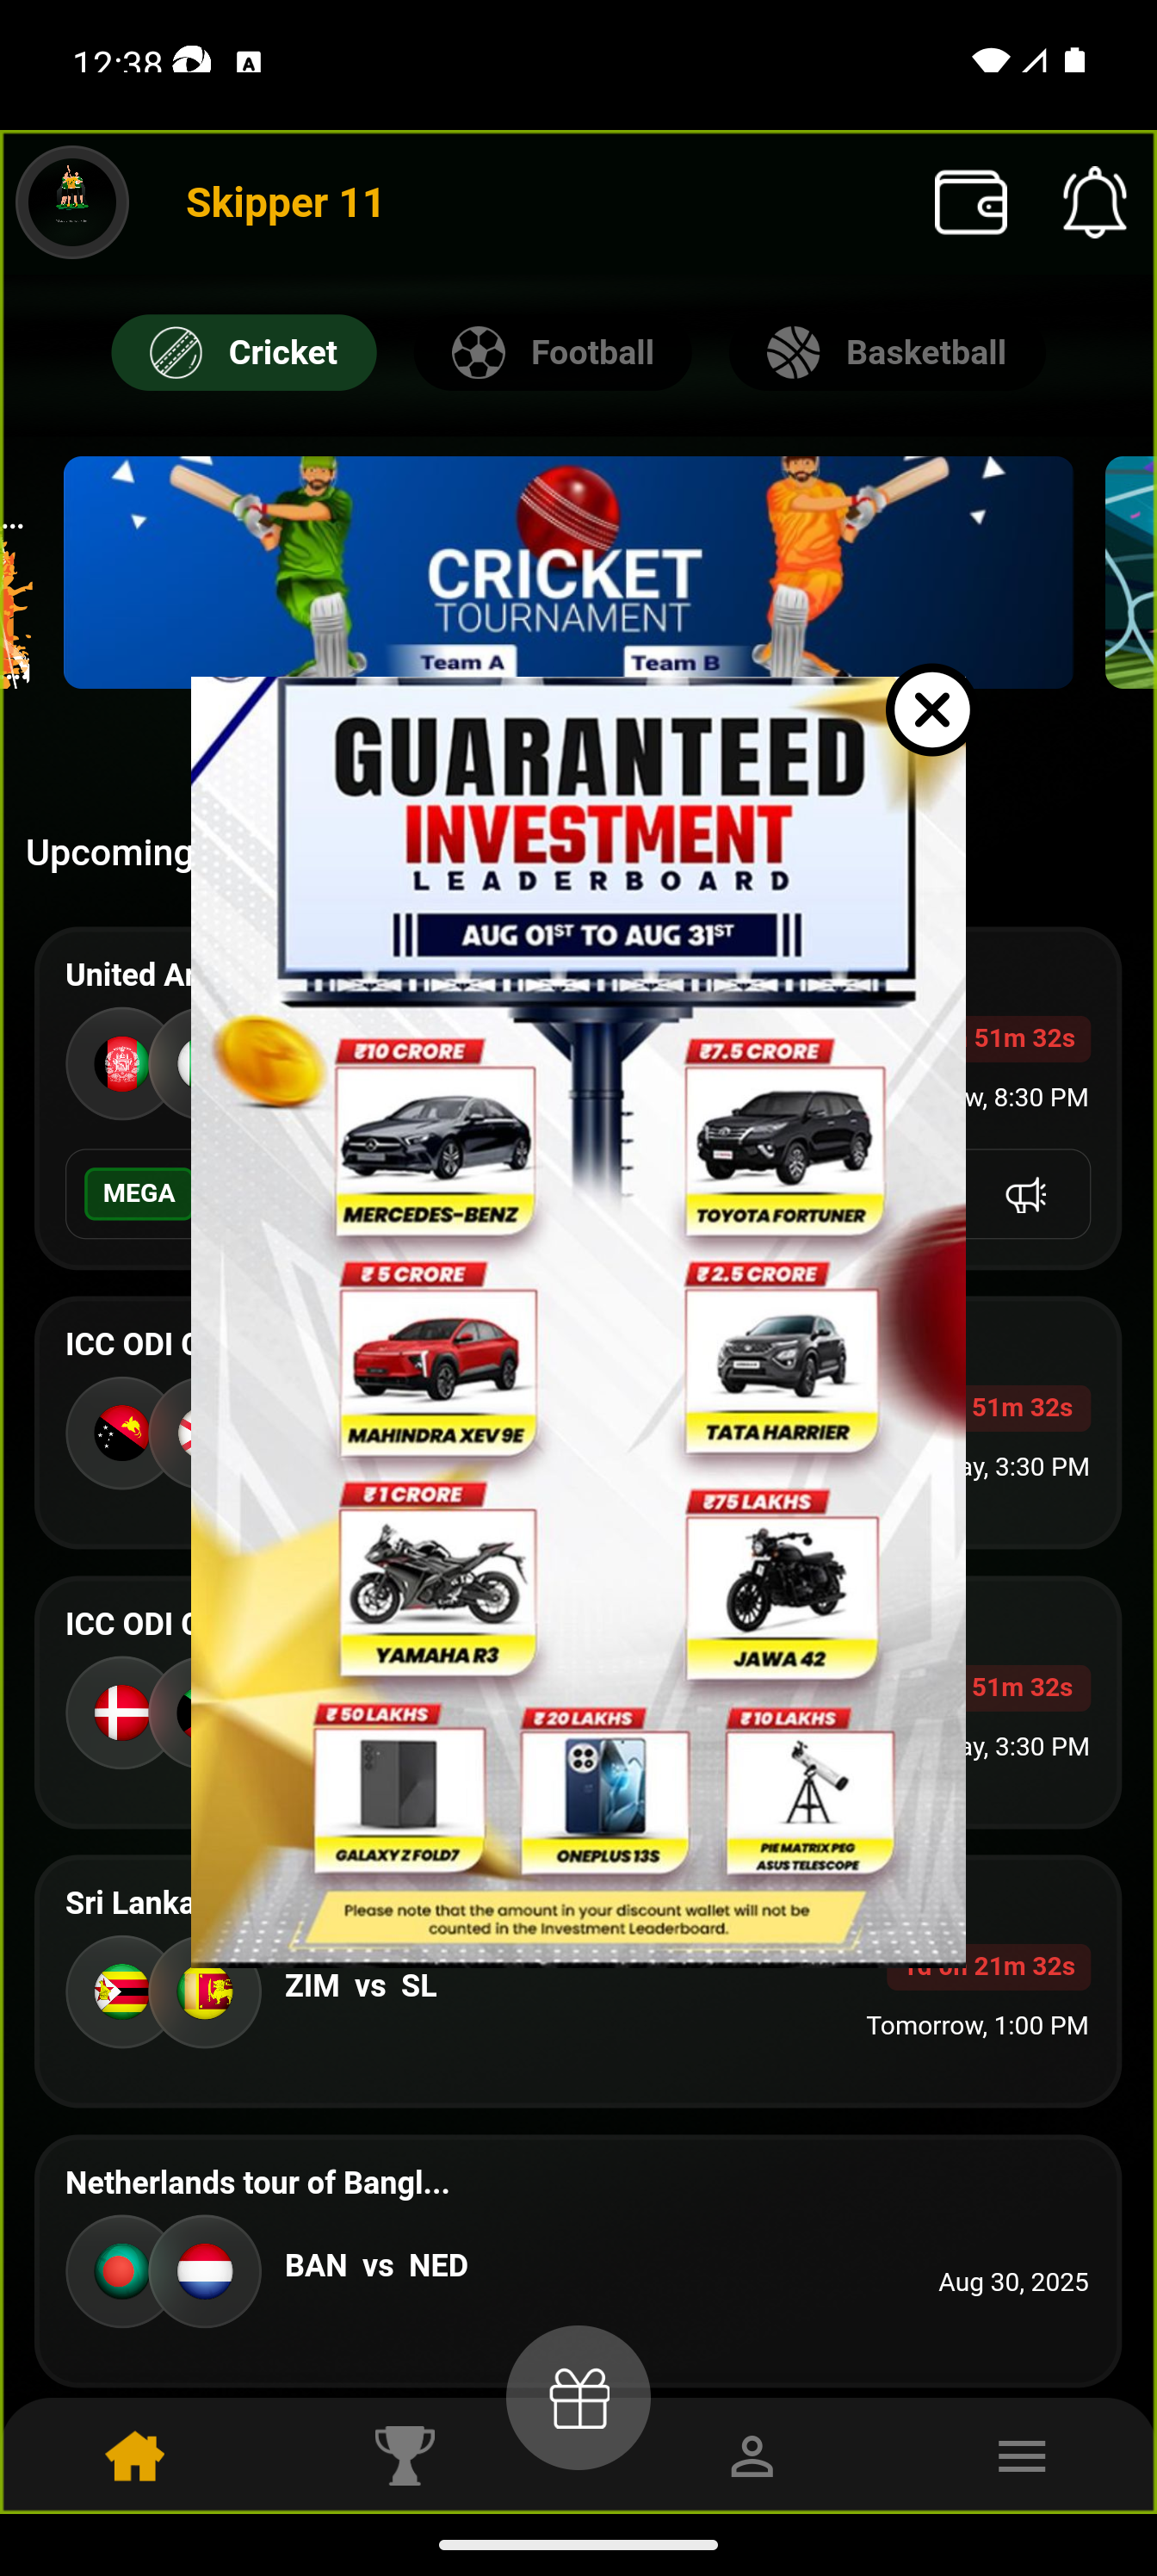 12:38
A
Skipper 11
Cricket
Football
Basketball
...
CRICKET
TOURNAMENT
Team A
Team B
GUARANTEED
INVESTMENT
LEADERBOARD
AUG 01ST TO AUG 31ST
Upcoming
United Ar
51m 32s
w, 8:30 PM
MEGA
₹10 CRORE
₹7.5 CRORE
MERCEDES-BENZ
TOYOTA FORTUNER
₹ 5 CRORE
₹ 2.5 CRORE
ICC ODI C
51m 32s
ay, 3:30 PM
MAHINDRA XEV 9E
TATA HARRIER
₹ 1 CRORE
₹75 LAKHS
YAMAHA R3
JAWA 42
ICC ODI C
51m 32s
ay, 3:30 PM
₹ 50 LAKHS
₹ 20 LAKHS
₹ 10 LAKHS
GALAXY Z FOLD7
ONEPLUS 13S
PIE MATRIX PEG
ASUS TELESCOPE
Please note that the amount in your discount wallet will not be
counted in the Investment Leaderboard.
Sri Lanka
ZIM vs SL
21m 32s
Tomorrow, 1:00 PM
Netherlands tour of Bangl...
BAN vs NED
Aug 30, 2025